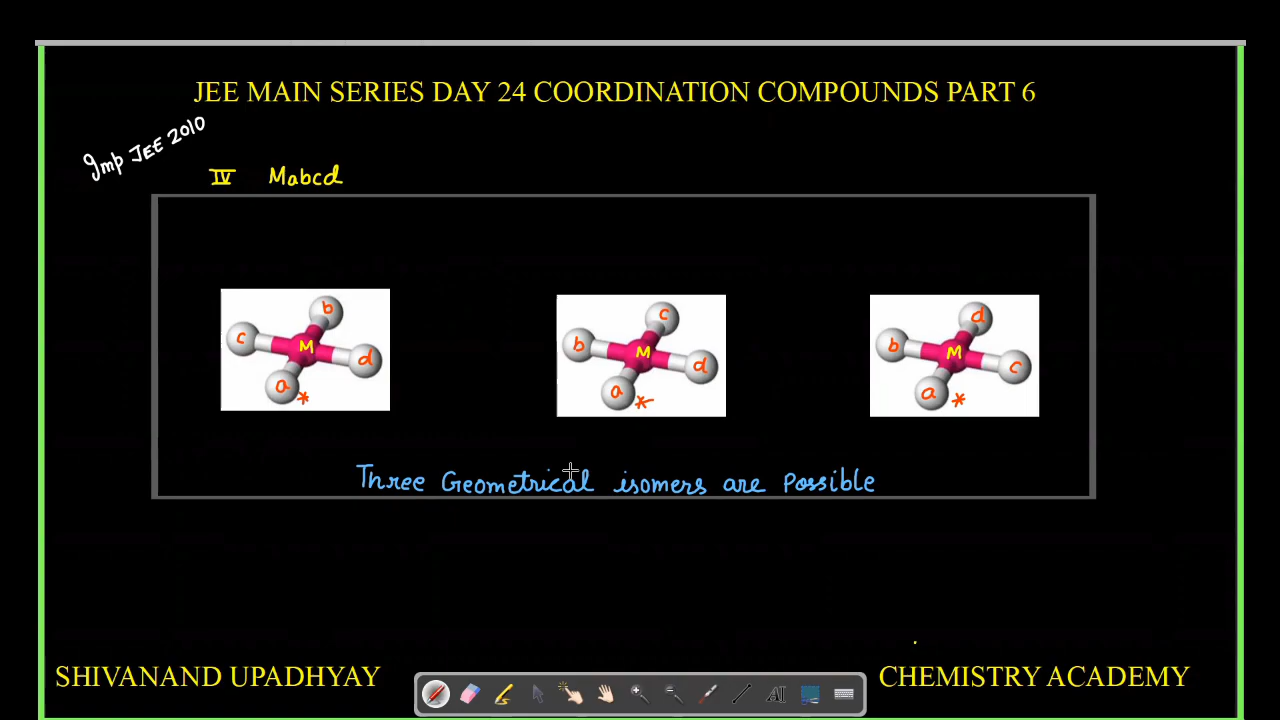 JEE MAIN SERIES DAY 24 COORDINATION COMPOUNDS PART 6
Imp JEE 2010
IV Mabcd
b
c M d
a *
c
b M d
a *
d
b M c
a *
Three Geometrical isomers are Possible
SHIVANAND UPADHYAY
CHEMISTRY ACADEMY
AI